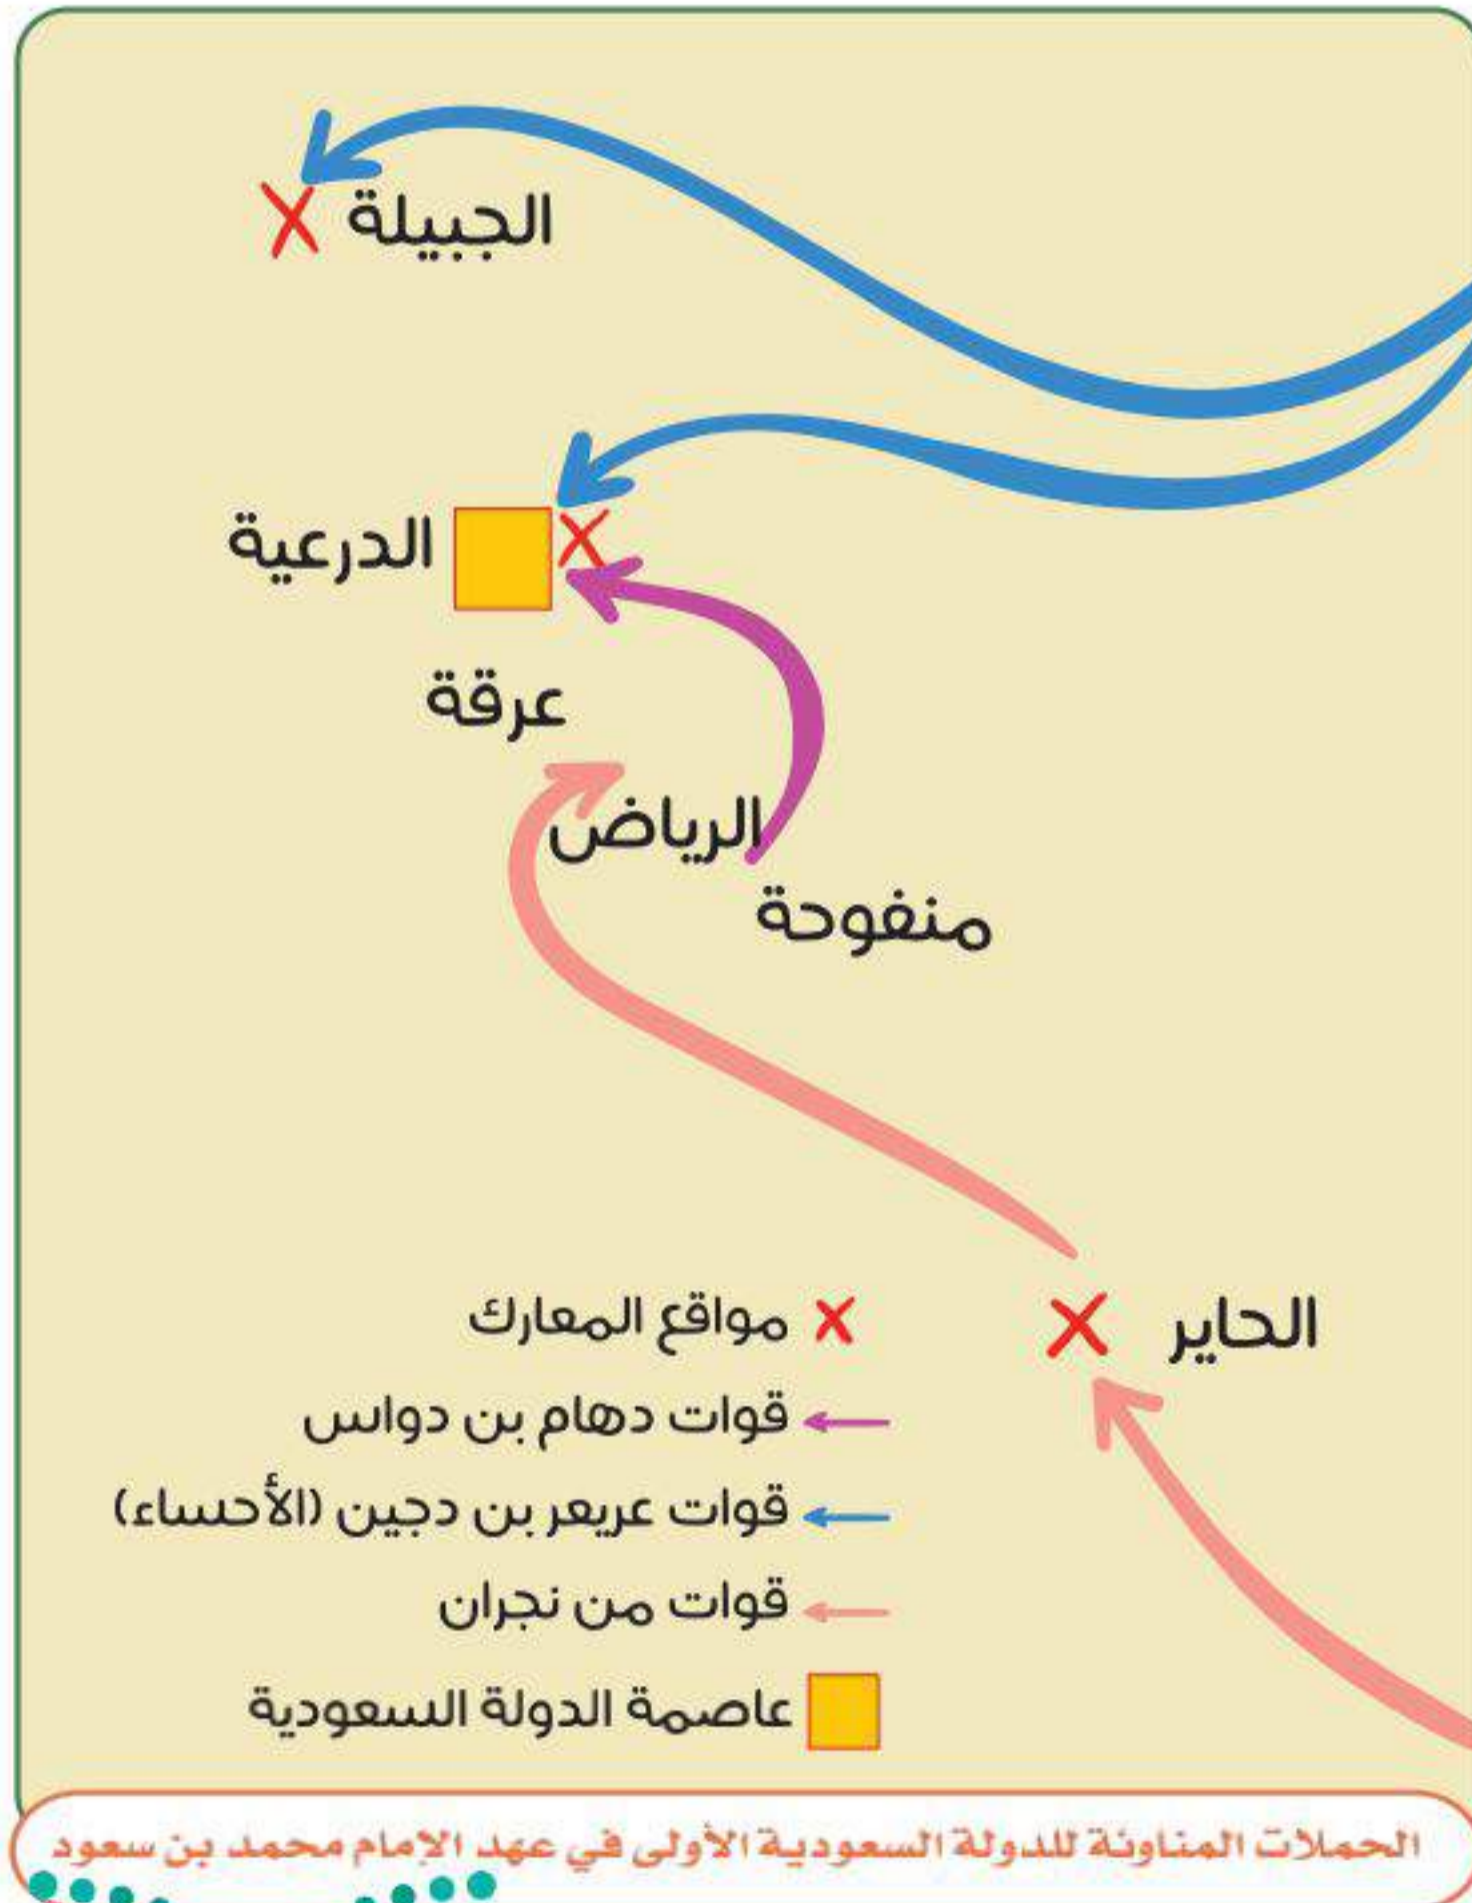 الجبيلة
الدرعية
عرقة
الرياض
منفوحة
الحاير
مواقع المعارك
قوات دهام بن دواس
قوات عريعر بن دجين (الأحساء)
قوات من نجران
عاصمة الدولة السعودية
الحملات المناوئة للدولة السعودية الأولى في عهد الإمام محمد بن سعود